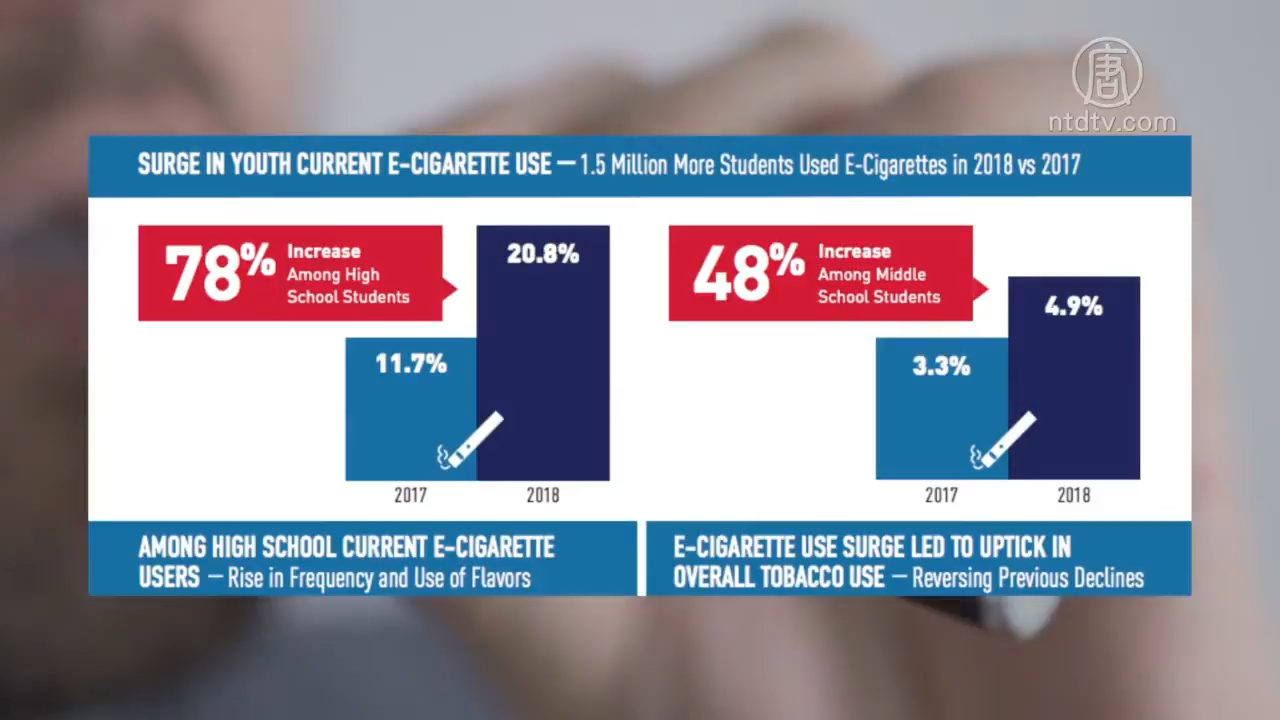 唐
ntdtv.com
SURGE IN YOUTH CURRENT E-CIGARETTE USE — 1.5 Million More Students Used E-Cigarettes in 2018 vs 2017
78% Increase
Among High
School Students
20.8%
11.7%
2017
2018
48% Increase
Among Middle
School Students
4.9%
3.3%
2017
2018
AMONG HIGH SCHOOL CURRENT E-CIGARETTE
USERS — Rise in Frequency and Use of Flavors
E-CIGARETTE USE SURGE LED TO UPTICK IN
OVERALL TOBACCO USE — Reversing Previous Declines